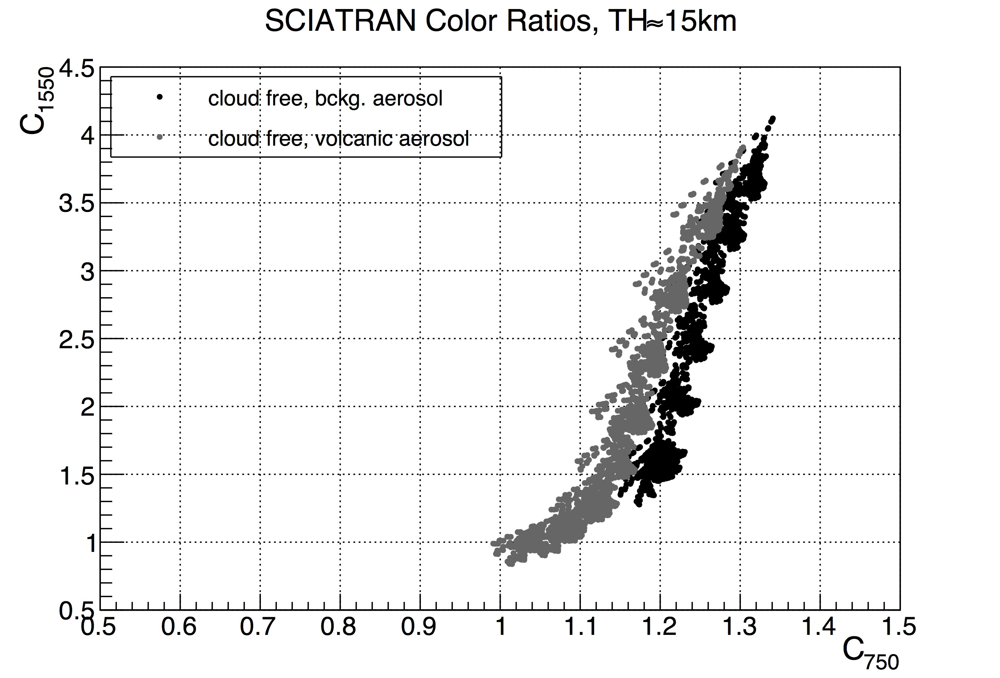 SCIATRAN Color Ratios, TH≈15km
C1550
4.5
4
3.5
3
2.5
2
1.5
1
0.5
cloud free, bckg. aerosol
cloud free, volcanic aerosol
0.5 0.6 0.7 0.8 0.9 1 1.1 1.2 1.3 1.4 1.5
C750